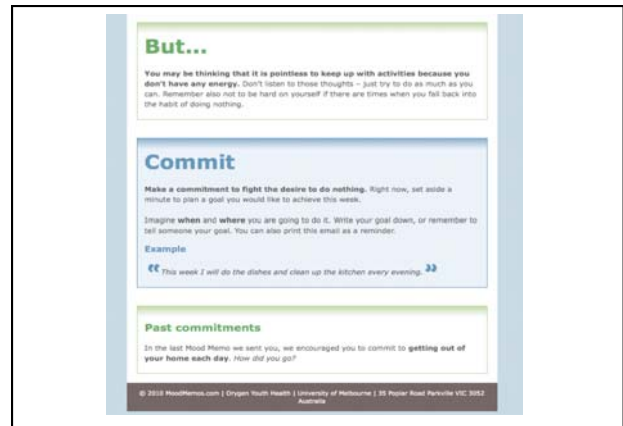 But...
You may be thinking that it is pointless to keep up with activities because you
don't have any energy. Don't listen to those thoughts – just try to do as much as you
can. Remember also not to be hard on yourself if there are times when you fall back into
the habit of doing nothing.
Commit
Make a commitment to fight the desire to do nothing. Right now, set aside a
minute to plan a goal you would like to achieve this week.
Imagine when and where you are going to do it. Write your goal down, or remember to
tell someone your goal. You can also print this email as a reminder.
Example
“ This week I will do the dishes and clean up the kitchen every evening. ”
Past commitments
In the last Mood Memo we sent you, we encouraged you to commit to getting out of
your home each day. How did you go?
© 2010 MoodMemos.com | Orygen Youth Health | University of Melbourne | 35 Poplar Road Parkville VIC 3052
Australia